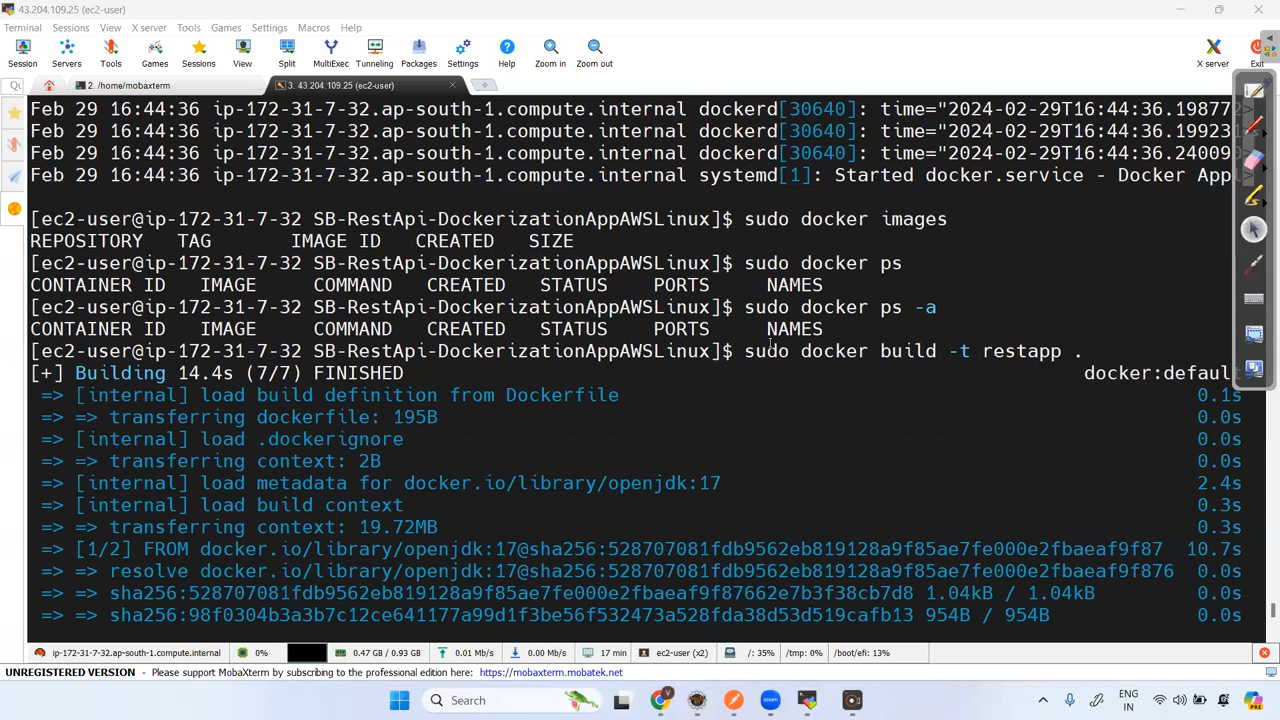 43.204.109.25 (ec2-user)
Terminal Sessions View X server Tools Games Settings Macros Help
Session Servers Tools Games Sessions View Split MultiExec Tunneling Packages Settings Help Zoom in Zoom out X server Exit
2. /home/mobaxterm 3. 43.204.109.25 (ec2-user)
Feb 29 16:44:36 ip-172-31-7-32.ap-south-1.compute.internal dockerd[30640]: time="2024-02-29T16:44:36.19877
Feb 29 16:44:36 ip-172-31-7-32.ap-south-1.compute.internal dockerd[30640]: time="2024-02-29T16:44:36.19923
Feb 29 16:44:36 ip-172-31-7-32.ap-south-1.compute.internal dockerd[30640]: time="2024-02-29T16:44:36.24009
Feb 29 16:44:36 ip-172-31-7-32.ap-south-1.compute.internal systemd[1]: Started docker.service - Docker App
[ec2-user@ip-172-31-7-32 SB-RestApi-DockerizationAppAWSLinux]$ sudo docker images
REPOSITORY TAG IMAGE ID CREATED SIZE
[ec2-user@ip-172-31-7-32 SB-RestApi-DockerizationAppAWSLinux]$ sudo docker ps
CONTAINER ID IMAGE COMMAND CREATED STATUS PORTS NAMES
[ec2-user@ip-172-31-7-32 SB-RestApi-DockerizationAppAWSLinux]$ sudo docker ps -a
CONTAINER ID IMAGE COMMAND CREATED STATUS PORTS NAMES
[ec2-user@ip-172-31-7-32 SB-RestApi-DockerizationAppAWSLinux]$ sudo docker build -t restapp .
[+] Building 14.4s (7/7) FINISHED docker:defaul
=> [internal] load build definition from Dockerfile 0.1s
=> => transferring dockerfile: 195B 0.0s
=> [internal] load .dockerignore 0.0s
=> => transferring context: 2B 0.0s
=> [internal] load metadata for docker.io/library/openjdk:17 2.4s
=> [internal] load build context 0.3s
=> => transferring context: 19.72MB 0.3s
=> [1/2] FROM docker.io/library/openjdk:17@sha256:528707081fdb9562eb819128a9f85ae7fe000e2fbaeaf9f87 10.7s
=> => resolve docker.io/library/openjdk:17@sha256:528707081fdb9562eb819128a9f85ae7fe000e2fbaeaf9f876 0.0s
=> => sha256:528707081fdb9562eb819128a9f85ae7fe000e2fbaeaf9f87662e7b3f38cb7d8 1.04kB / 1.04kB 0.0s
=> => sha256:98f0304b3a3b7c12ce641177a99d1f3be56f532473a528fda38d53d519cafb13 954B / 954B 0.0s
ip-172-31-7-32.ap-south-1.compute.internal 0% 0.47 GB / 0.93 GB 0.01 Mb/s 0.00 Mb/s 17 min ec2-user (x2) /: 35% /tmp: 0% /boot/efi: 13%
UNREGISTERED VERSION - Please support MobaXterm by subscribing to the professional edition here: https://mobaxterm.mobatek.net
Search ENG
IN